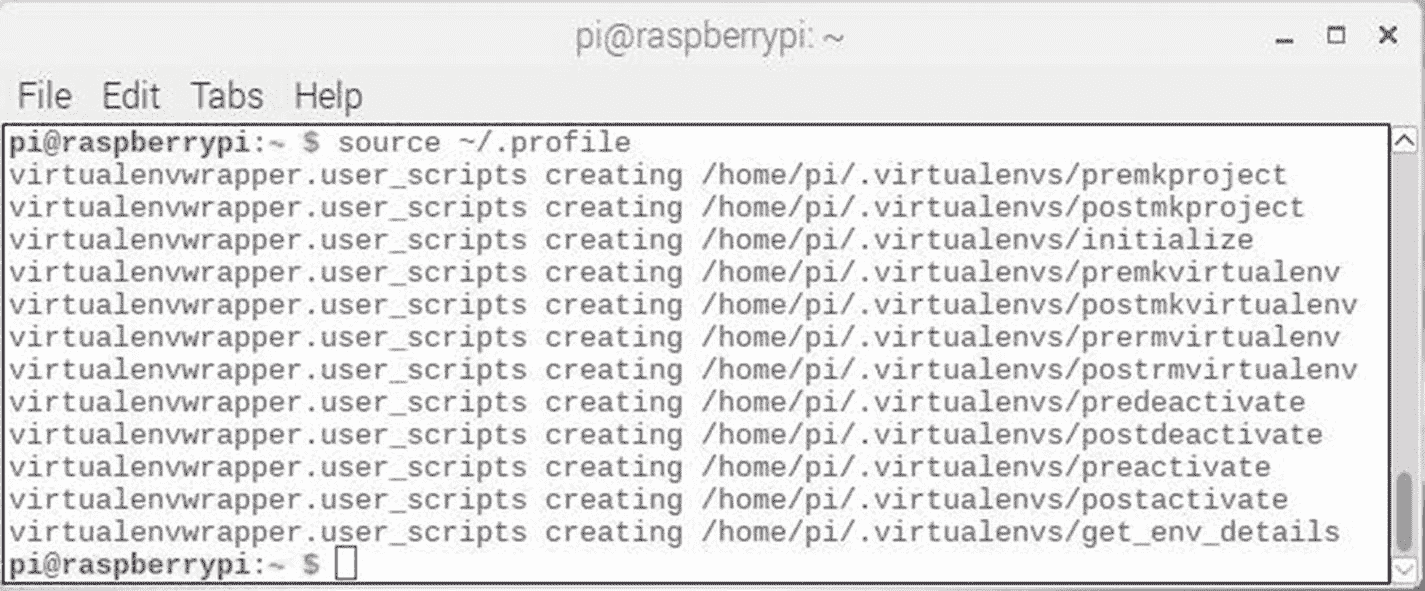 pi@raspberrypi: ~
File Edit Tabs Help
pi@raspberrypi:~ $ source ~/.profile
virtualenvwrapper.user_scripts creating /home/pi/.virtualenvs/premkproject
virtualenvwrapper.user_scripts creating /home/pi/.virtualenvs/postmkproject
virtualenvwrapper.user_scripts creating /home/pi/.virtualenvs/initialize
virtualenvwrapper.user_scripts creating /home/pi/.virtualenvs/premkvirtualenv
virtualenvwrapper.user_scripts creating /home/pi/.virtualenvs/postmkvirtualenv
virtualenvwrapper.user_scripts creating /home/pi/.virtualenvs/prermvirtualenv
virtualenvwrapper.user_scripts creating /home/pi/.virtualenvs/postrmvirtualenv
virtualenvwrapper.user_scripts creating /home/pi/.virtualenvs/predeactivate
virtualenvwrapper.user_scripts creating /home/pi/.virtualenvs/postdeactivate
virtualenvwrapper.user_scripts creating /home/pi/.virtualenvs/preactivate
virtualenvwrapper.user_scripts creating /home/pi/.virtualenvs/postactivate
virtualenvwrapper.user_scripts creating /home/pi/.virtualenvs/get_env_details
pi@raspberrypi:~ $